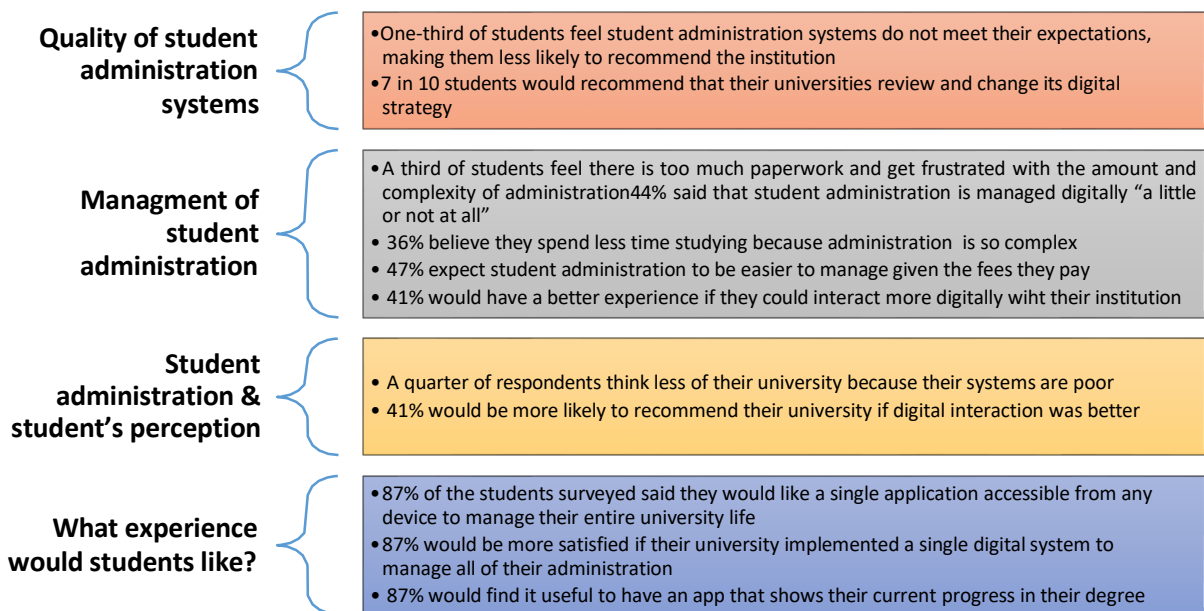 Quality of student
administration
systems
•One-third of students feel student administration systems do not meet their expectations,
making them less likely to recommend the institution
•7 in 10 students would recommend that their universities review and change its digital
strategy
Managment of
student
administration
•A third of students feel there is too much paperwork and get frustrated with the amount and
complexity of administration44% said that student administration is managed digitally “a little
or not at all”
• 36% believe they spend less time studying because administration is so complex
• 47% expect student administration to be easier to manage given the fees they pay
• 41% would have a better experience if they could interact more digitally wiht their institution
Student
administration &
student’s perception
• A quarter of respondents think less of their university because their systems are poor
• 41% would be more likely to recommend their university if digital interaction was better
What experience
would students like?
•87% of the students surveyed said they would like a single application accessible from any
device to manage their entire university life
•87% would be more satisfied if their university implemented a single digital system to
manage all of their administration
• 87% would find it useful to have an app that shows their current progress in their degree